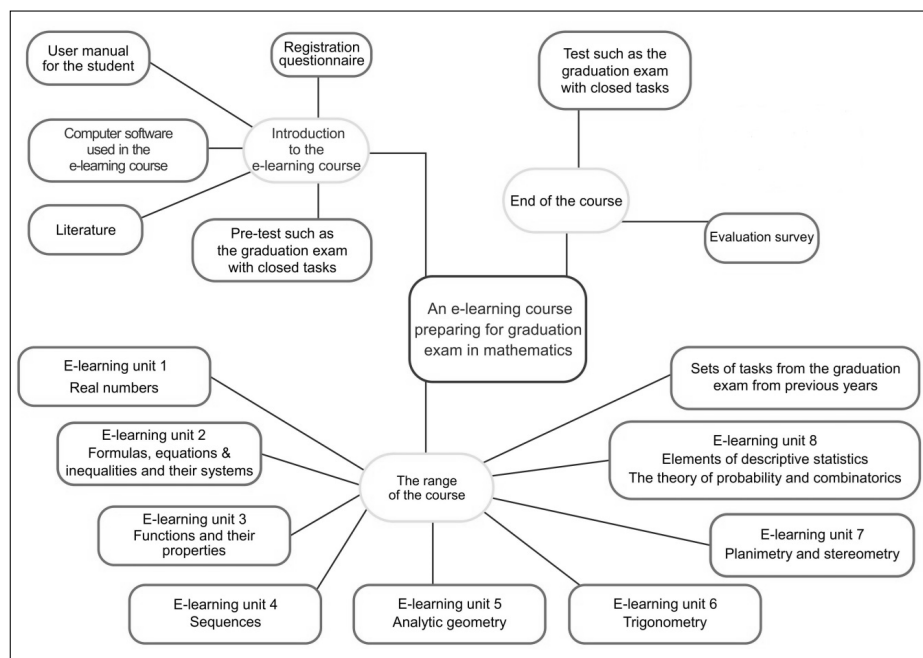 User manual
for the student
Registration
questionnaire
Computer software
used in the
e-learning course
Introduction
to the
e-learning course
Literature
Pre-test such as
the graduation exam
with closed tasks
Test such as the
graduation exam
with closed tasks
End of the course
Evaluation survey
An e-learning course
preparing for graduation
exam in mathematics
E-learning unit 1
Real numbers
E-learning unit 2
Formulas, equations &
inequalities and their systems
E-learning unit 3
Functions and their
properties
E-learning unit 4
Sequences
The range
of the course
E-learning unit 5
Analytic geometry
E-learning unit 6
Trigonometry
E-learning unit 7
Planimetry and stereometry
E-learning unit 8
Elements of descriptive statistics
The theory of probability and combinatorics
Sets of tasks from the graduation
exam from previous years